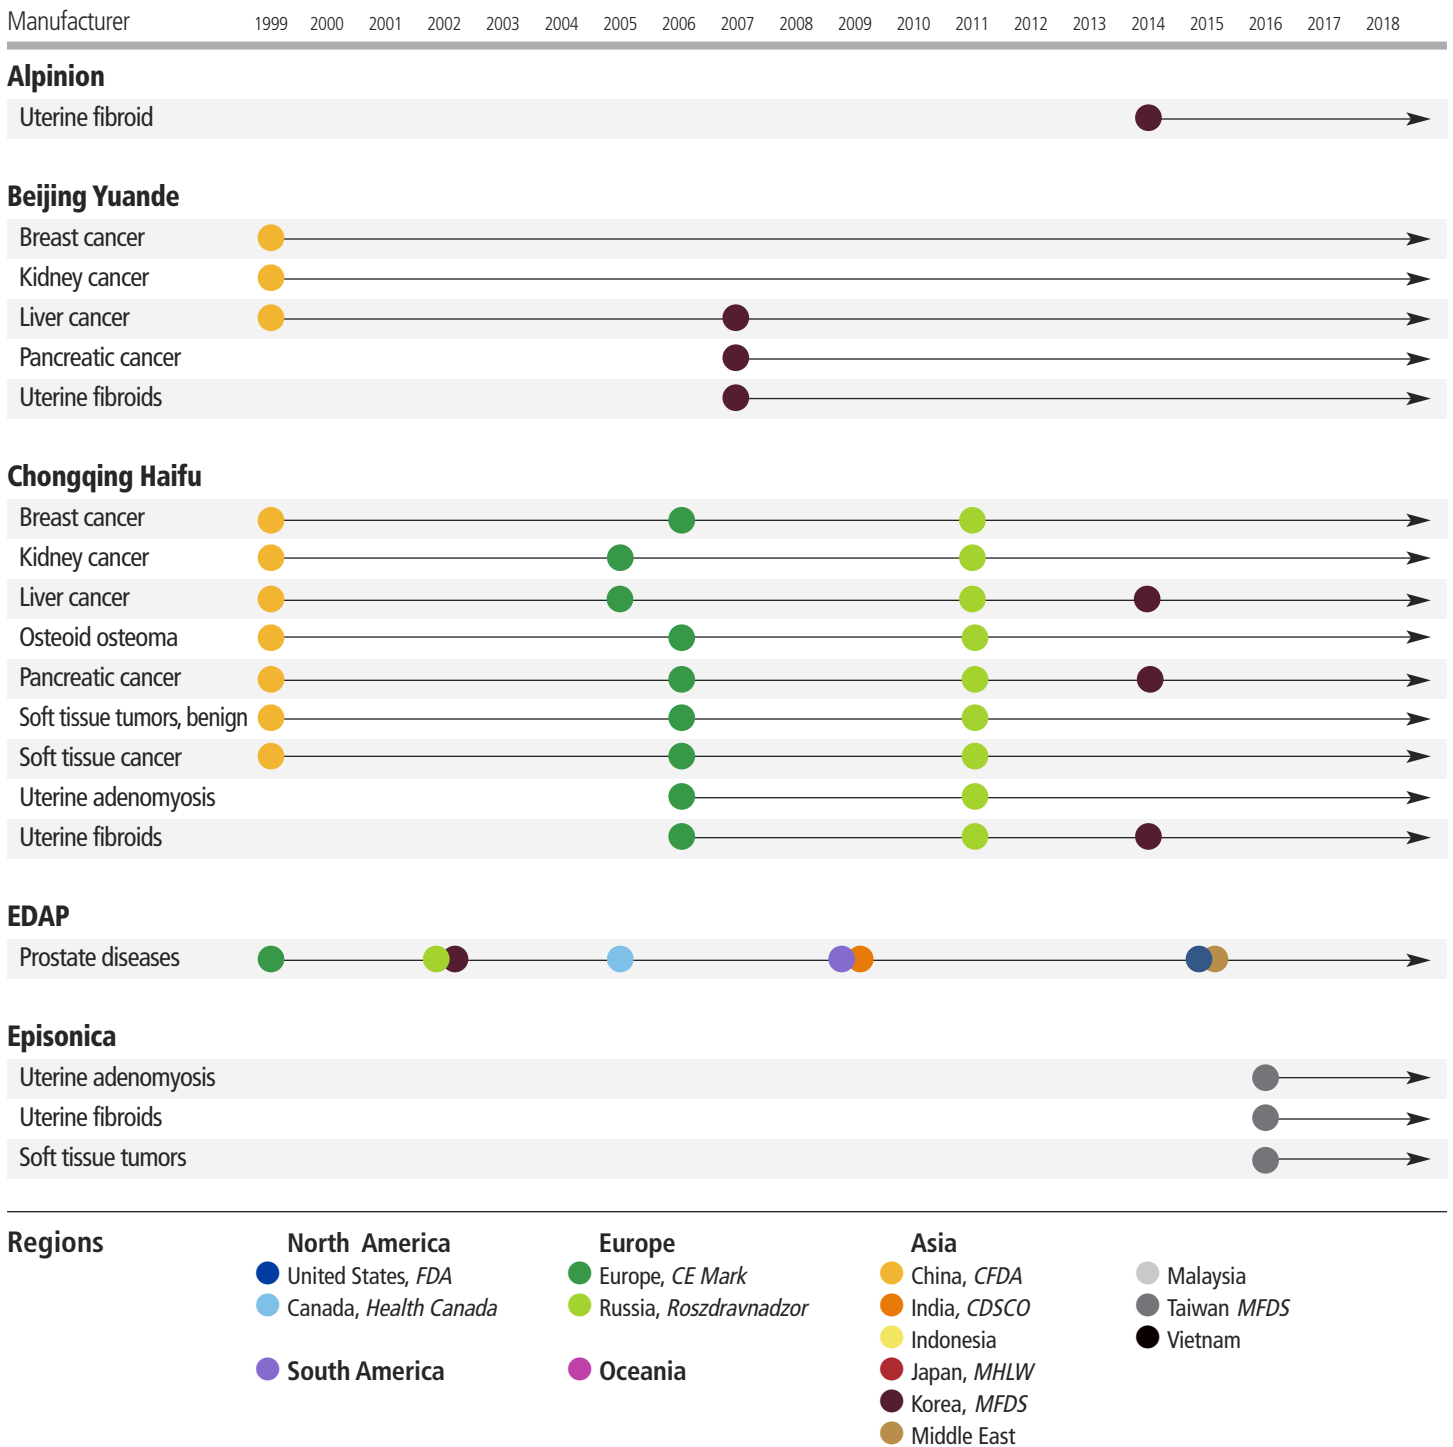 Manufacturer 1999 2000 2001 2002 2003 2004 2005 2006 2007 2008 2009 2010 2011 2012 2013 2014 2015 2016 2017 2018
Alpinion
Uterine fibroid
Beijing Yuande
Breast cancer
Kidney cancer
Liver cancer
Pancreatic cancer
Uterine fibroids
Chongqing Haifu
Breast cancer
Kidney cancer
Liver cancer
Osteoid osteoma
Pancreatic cancer
Soft tissue tumors, benign
Soft tissue cancer
Uterine adenomyosis
Uterine fibroids
EDAP
Prostate diseases
Episonica
Uterine adenomyosis
Uterine fibroids
Soft tissue tumors
Regions
North America
United States, FDA
Canada, Health Canada
South America
Europe
Europe, CE Mark
Russia, Roszdravnadzor
Oceania
Asia
China, CFDA
India, CDSCO
Indonesia
Japan, MHLW
Korea, MFDS
Middle East
Malaysia
Taiwan MFDS
Vietnam